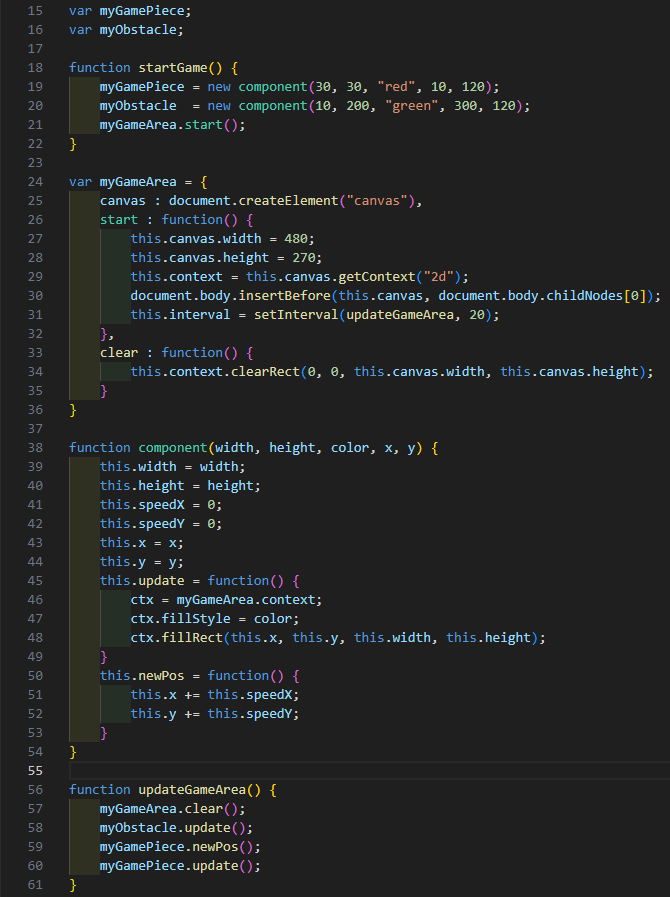 15 var myGamePiece;
16 var myObstacle;
17
18 function startGame() {
19     myGamePiece = new component(30, 30, "red", 10, 120);
20     myObstacle  = new component(10, 200, "green", 300, 120);
21     myGameArea.start();
22 }
23
24 var myGameArea = {
25     canvas : document.createElement("canvas"),
26     start : function() {
27         this.canvas.width = 480;
28         this.canvas.height = 270;
29         this.context = this.canvas.getContext("2d");
30         document.body.insertBefore(this.canvas, document.body.childNodes[0]);
31         this.interval = setInterval(updateGameArea, 20);
32     },
33     clear : function() {
34         this.context.clearRect(0, 0, this.canvas.width, this.canvas.height);
35     }
36 }
37
38 function component(width, height, color, x, y) {
39     this.width = width;
40     this.height = height;
41     this.speedX = 0;
42     this.speedY = 0;
43     this.x = x;
44     this.y = y;
45     this.update = function() {
46         ctx = myGameArea.context;
47         ctx.fillStyle = color;
48         ctx.fillRect(this.x, this.y, this.width, this.height);
49     }
50     this.newPos = function() {
51         this.x += this.speedX;
52         this.y += this.speedY;
53     }
54 }
55
56 function updateGameArea() {
57     myGameArea.clear();
58     myObstacle.update();
59     myGamePiece.newPos();
60     myGamePiece.update();
61 }